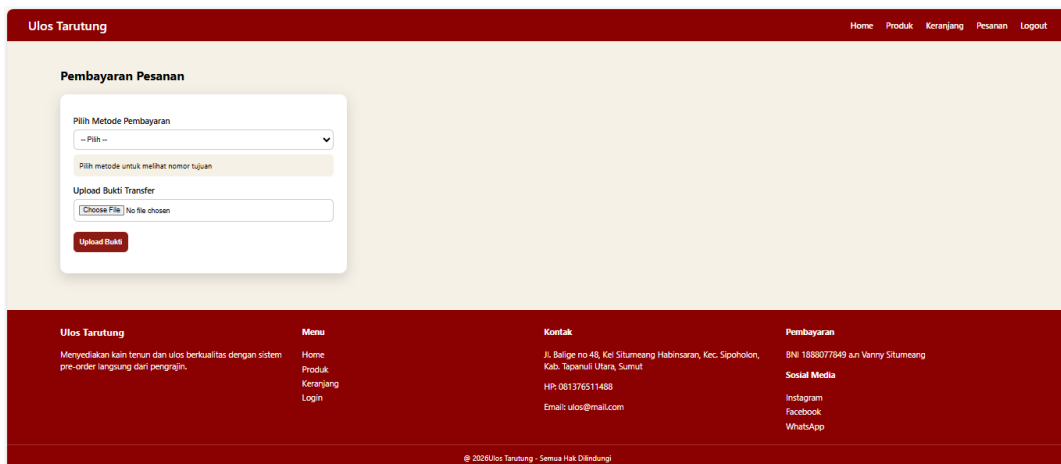 Ulos Tarutung
Home Produk Keranjang Pesanan Logout
Pembayaran Pesanan
Pilih Metode Pembayaran
-- Pilih --
Pilih metode untuk melihat nomor tujuan
Upload Bukti Transfer
Choose File No file chosen
Upload Bukti
Ulos Tarutung
Menyediakan kain tenun dan ulos berkualitas dengan sistem
pre-order langsung dari pengrajin.
Menu
Home
Produk
Keranjang
Login
Kontak
Jl. Balige no 48, Kel Situmeang Habinsaran, Kec. Sipoholon,
Kab. Tapanuli Utara, Sumut
HP: 081376511488
Email: ulos@mail.com
Pembayaran
BNI 1888077849 a.n Vanny Situmeang
Sosial Media
Instagram
Facebook
WhatsApp
@ 2026Ulos Tarutung - Semua Hak Dilindungi